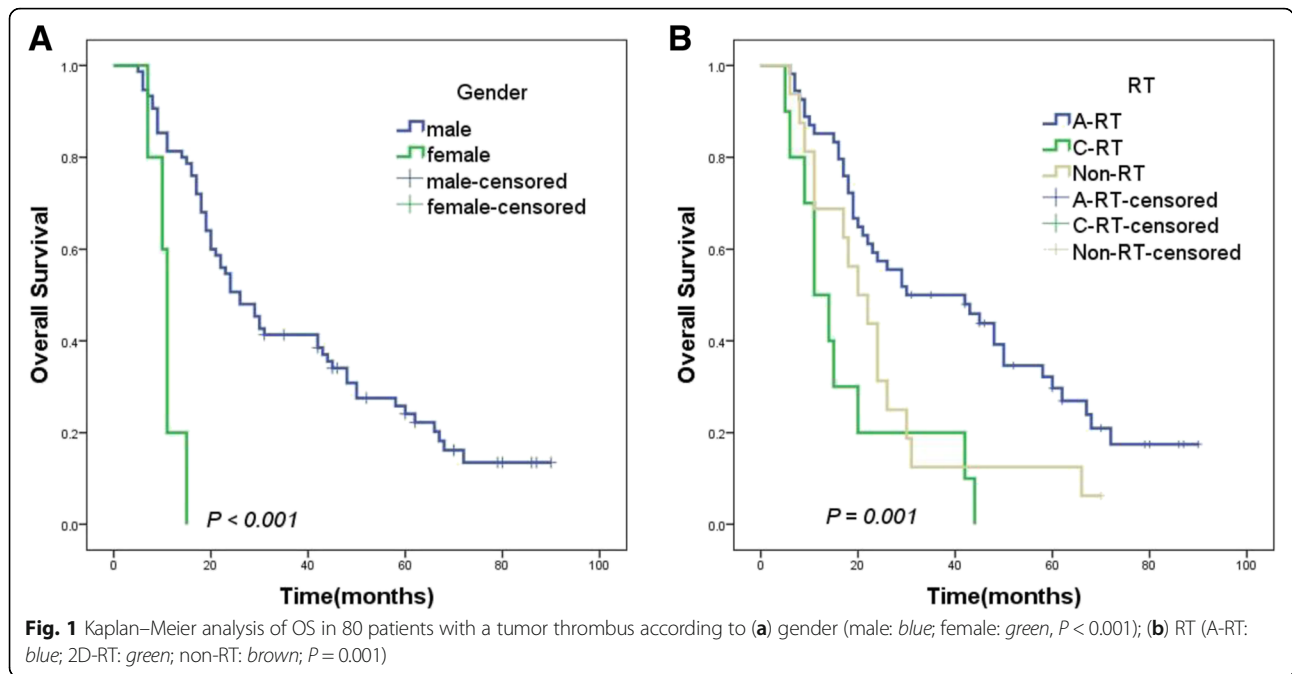 A
Gender
male
female
male-censored
female-censored
1.0
0.8
0.6
0.4
0.2
0.0
Overall Survival
P < 0.001
0 20 40 60 80 100
Time(months)
B
RT
A-RT
C-RT
Non-RT
A-RT-censored
C-RT-censored
Non-RT-censored
1.0
0.8
0.6
0.4
0.2
0.0
Overall Survival
P = 0.001
0 20 40 60 80 100
Time(months)
Fig. 1 Kaplan–Meier analysis of OS in 80 patients with a tumor thrombus according to (a) gender (male: blue; female: green, P < 0.001); (b) RT (A-RT:
blue; 2D-RT: green; non-RT: brown; P = 0.001)